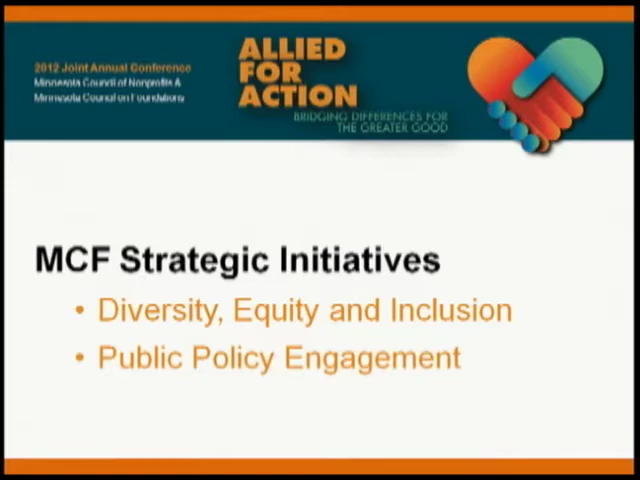 2012 Joint Annual Conference
Minnesota Council of Nonprofits &
Minnesota Council on Foundations
ALLIED
FOR
ACTION
BRIDGING DIFFERENCES FOR
THE GREATER GOOD
MCF Strategic Initiatives
• Diversity, Equity and Inclusion
• Public Policy Engagement